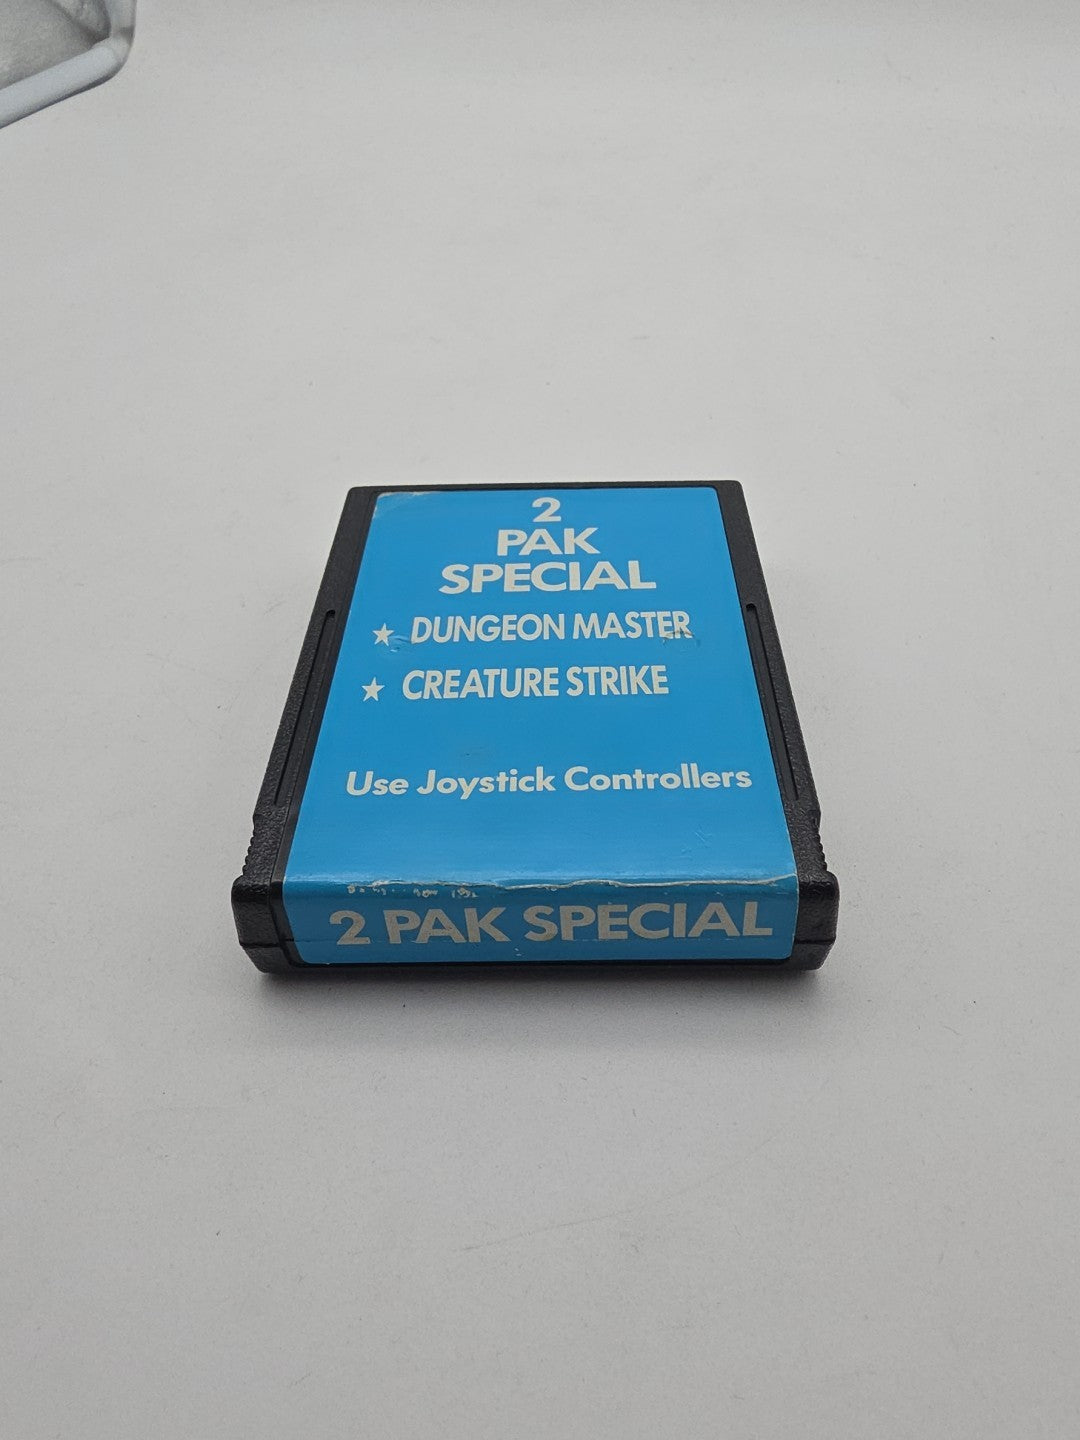 2
PAK
SPECIAL
★ DUNGEON MASTER
★ CREATURE STRIKE
Use Joystick Controllers
2 PAK SPECIAL